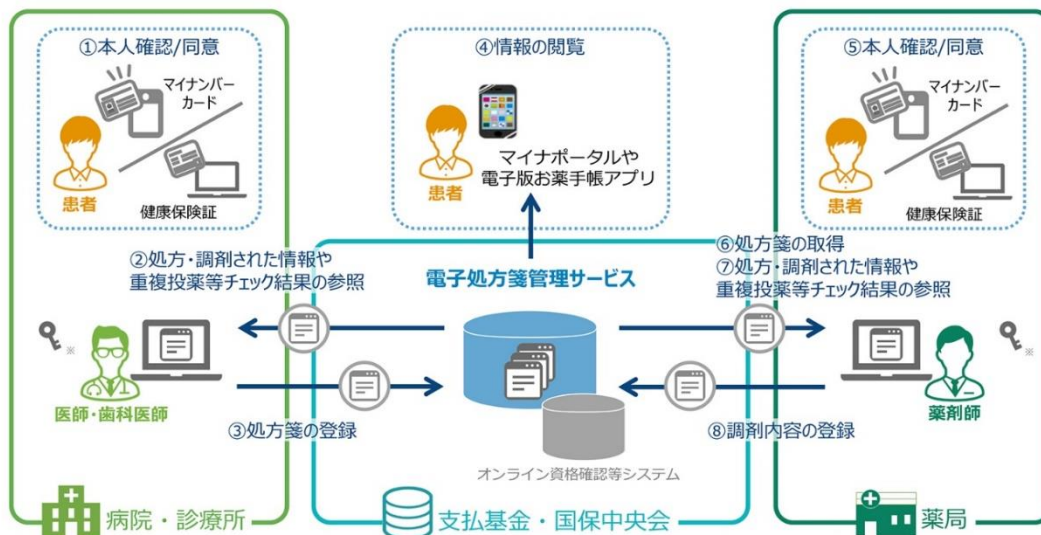 ①本人確認/同意
マイナンバー
カード
患者
健康保険証
②処方・調剤された情報や
重複投薬等チェック結果の参照
※
医師・歯科医師
③処方箋の登録
病院・診療所
④情報の閲覧
患者
マイナポータルや
電子版お薬手帳アプリ
電子処方箋管理サービス
オンライン資格確認等システム
支払基金・国保中央会
⑤本人確認/同意
マイナンバー
カード
患者
健康保険証
⑥処方箋の取得
⑦処方・調剤された情報や
重複投薬等チェック結果の参照
※
薬剤師
⑧調剤内容の登録
薬局